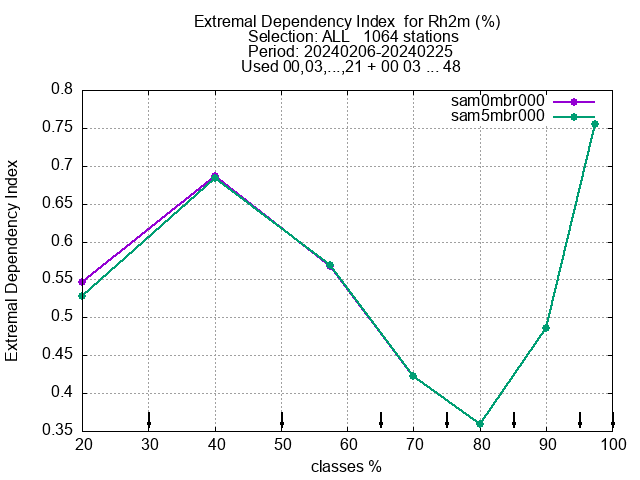 Extremal Dependency Index  for Rh2m (%)
Selection: ALL   1064 stations
Period: 20240206-20240225
Used 00,03,...,21 + 00 03 ... 48
sam0mbr000
sam5mbr000
Extremal Dependency Index
0.8
0.75
0.7
0.65
0.6
0.55
0.5
0.45
0.4
0.35
20 30 40 50 60 70 80 90 100
classes %